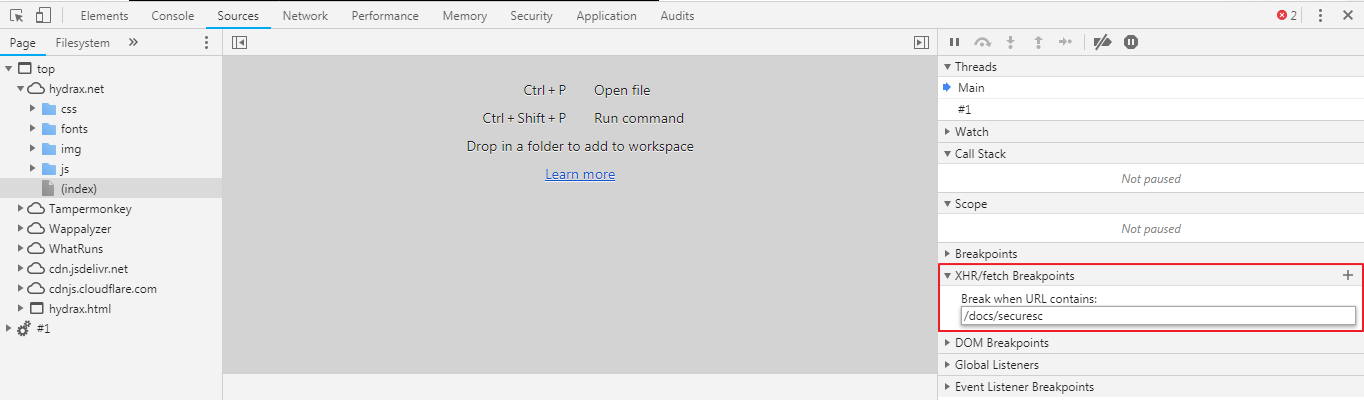 Elements Console Sources Network Performance Memory Security Application Audits 2
Page Filesystem »
top
hydrax.net
css
fonts
img
js
(index)
Tampermonkey
Wappalyzer
WhatRuns
cdn.jsdelivr.net
cdnjs.cloudflare.com
hydrax.html
#1
Ctrl + P Open file
Ctrl + Shift + P Run command
Drop in a folder to add to workspace
Learn more
Threads
Main
#1
Watch
Call Stack
Not paused
Scope
Not paused
Breakpoints
XHR/fetch Breakpoints
Break when URL contains:
/docs/securesc
DOM Breakpoints
Global Listeners
Event Listener Breakpoints